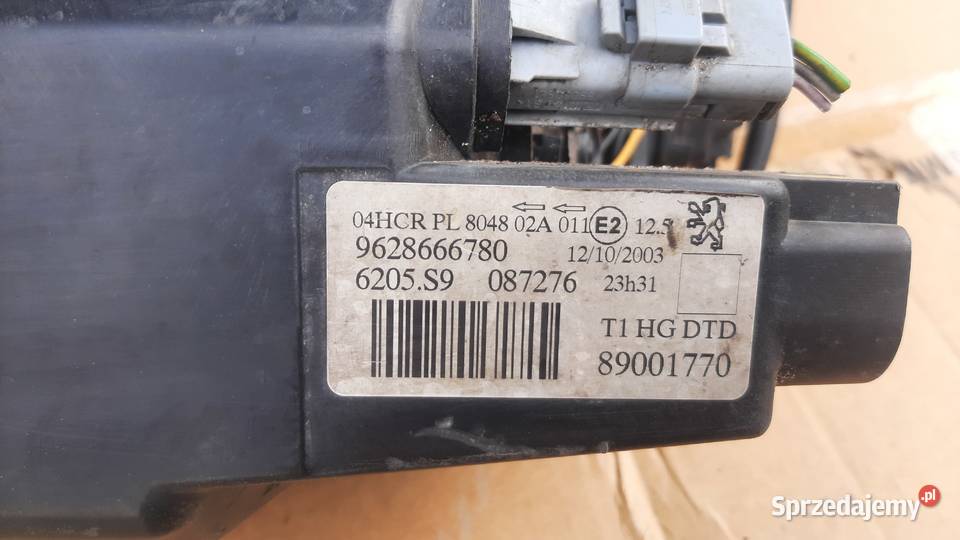 04HCR PL 8048 02A 011 E2 12.5
9628666780 12/10/2003
6205.S9 087276 23h31
T1 HG DTD
89001770
Sprzedajemy.pl